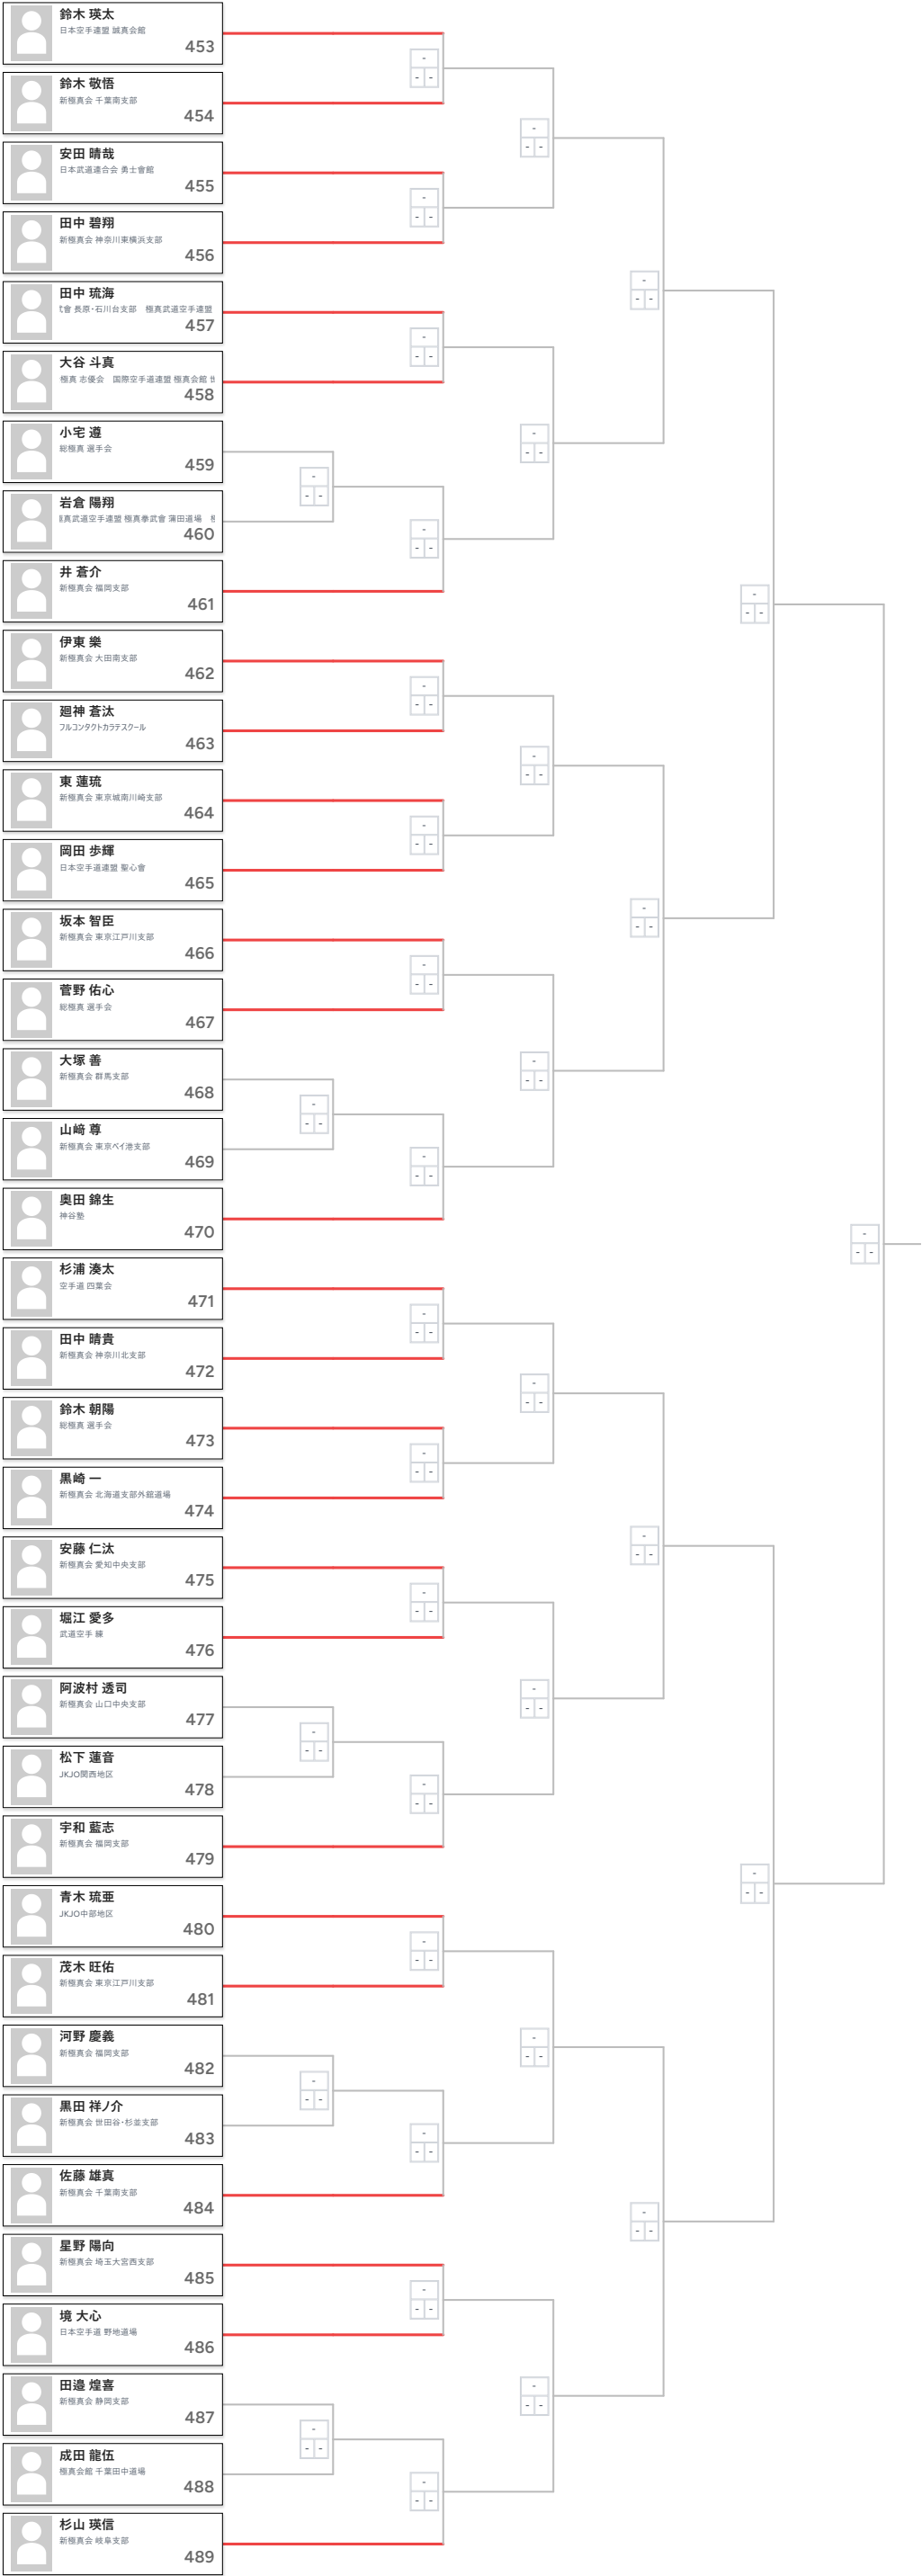 鈴木 瑛太
日本空手連盟 誠真会館
453
鈴木 敬悟
新極真会 千葉南支部
454
安田 晴哉
日本武道連合会 勇士會館
455
田中 碧翔
新極真会 神奈川東横浜支部
456
田中 琉海
會 長原・石川台支部 極真武道空手連盟
457
大谷 斗真
極真 志優会 国際空手道連盟 極真会館
458
小宅 遵
総極真 選手会
459
岩倉 陽翔
真武道空手連盟 極真拳武會 蒲田道場
460
井 蒼介
新極真会 福岡支部
461
伊東 樂
新極真会 大田南支部
462
廻神 蒼汰
フルコンタクトカラテスクール
463
東 蓮琉
新極真会 東京城南川崎支部
464
岡田 歩輝
日本空手道連盟 聖心會
465
坂本 智臣
新極真会 東京江戸川支部
466
菅野 佑心
総極真 選手会
467
大塚 善
新極真会 群馬支部
468
山﨑 尊
新極真会 東京ベイ港支部
469
奥田 錦生
神谷塾
470
杉浦 湊太
空手道 四葉会
471
田中 晴貴
新極真会 神奈川北支部
472
鈴木 朝陽
総極真 選手会
473
黒崎 一
新極真会 北海道支部外舘道場
474
安藤 仁汰
新極真会 愛知中央支部
475
堀江 愛多
武道空手 練
476
阿波村 透司
新極真会 山口中央支部
477
松下 蓮音
JKJO関西地区
478
宇和 藍志
新極真会 福岡支部
479
青木 琉亜
JKJO中部地区
480
茂木 旺佑
新極真会 東京江戸川支部
481
河野 慶義
新極真会 福岡支部
482
黒田 祥ノ介
新極真会 世田谷・杉並支部
483
佐藤 雄真
新極真会 千葉南支部
484
星野 陽向
新極真会 埼玉大宮西支部
485
境 大心
日本空手道 野地道場
486
田邉 煌喜
新極真会 静岡支部
487
成田 龍伍
極真会館 千葉田中道場
488
杉山 瑛信
新極真会 岐阜支部
489